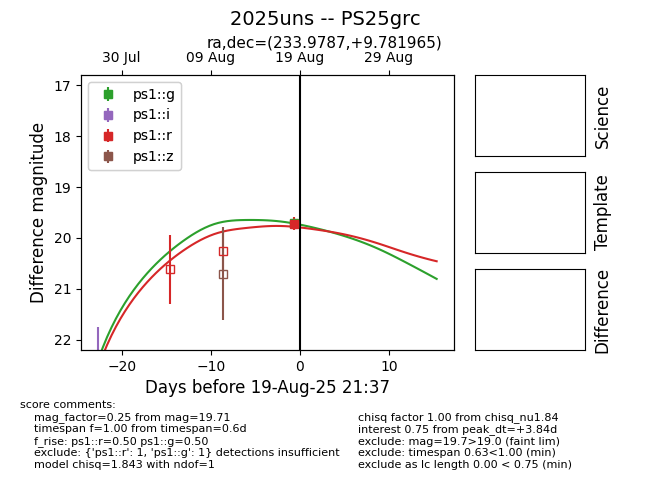 2025uns -- PS25grc
ra,dec=(233.9787,+9.781965)
30 Jul 09 Aug 19 Aug 29 Aug
17
18
19
20
21
22
Difference magnitude
ps1::g
ps1::i
ps1::r
ps1::z
−20 −10 0 10
Days before 19-Aug-25 21:37
Science
Template
Difference
score comments:
mag_factor=0.25 from mag=19.71
timespan f=1.00 from timespan=0.6d
f_rise: ps1::r=0.50 ps1::g=0.50
exclude: {'ps1::r': 1, 'ps1::g': 1} detections insufficient
model chisq=1.843 with ndof=1
chisq factor 1.00 from chisq_nu1.84
interest 0.75 from peak_dt=+3.84d
exclude: mag=19.7>19.0 (faint lim)
exclude: timespan 0.63<1.00 (min)
exclude as lc length 0.00 < 0.75 (min)